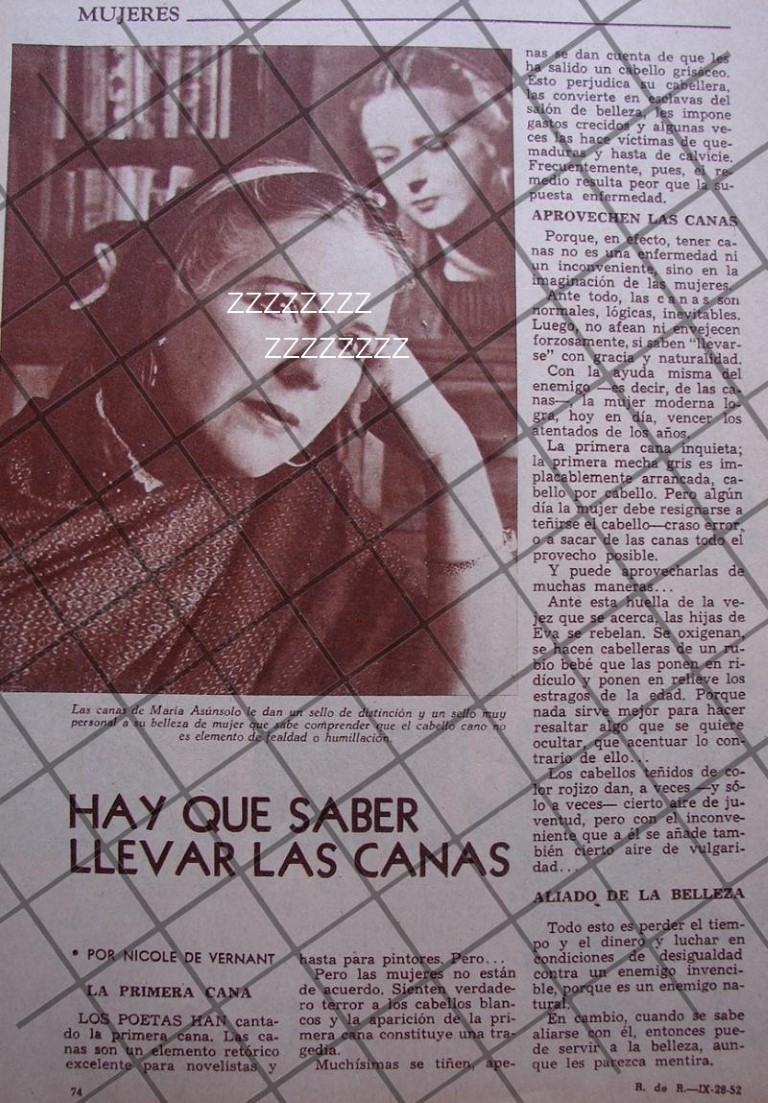 MUJERES
ZZZZZZZZ
ZZZZZZZZ
Las canas de María Asúnsolo le dan un sello de distinción y un sello muy
personal a su belleza de mujer que sabe comprender que el cabello cano no
es elemento de fealdad o humillación.
HAY QUE SABER
LLEVAR LAS CANAS
• POR NICOLE DE VERNANT
LA PRIMERA CANA
LOS POETAS HAN canta-
do la primera cana. Las ca-
nas son un elemento retórico
excelente para novelistas y
hasta para pintores. Pero...
Pero las mujeres no están
de acuerdo. Sienten verdade-
ro terror a los cabellos blan-
cos y la aparición de la pri-
mera cana constituye una tra-
gedia.
Muchísimas se tiñen, ape-
nas se dan cuenta de que les
ha salido un cabello grisáceo.
Esto perjudica su cabellera,
las convierte en esclavas del
salón de belleza, les impone
gastos crecidos y algunas ve-
ces las hace víctimas de que-
maduras y hasta de calvicie.
Frecuentemente, pues, el re-
medio resulta peor que la su-
puesta enfermedad.
APROVECHEN LAS CANAS
Porque, en efecto, tener ca-
nas no es una enfermedad ni
un inconveniente, sino en la
imaginación de las mujeres.
Ante todo, las canas son
normales, lógicas, inevitables.
Luego, no afean ni envejecen
forzosamente, si saben "llevar-
se" con gracia y naturalidad.
Con la ayuda misma del
enemigo —es decir, de las ca-
nas—, la mujer moderna lo-
gra, hoy en día, vencer los
atentados de los años.
La primera cana inquieta;
la primera mecha gris es im-
placablemente arrancada, ca-
bello por cabello. Pero algún
día la mujer debe resignarse a
teñirse el cabello—craso error,
o a sacar de las canas todo el
provecho posible.
Y puede aprovecharlas de
muchas maneras...
Ante esta huella de la ve-
jez que se acerca, las hijas de
Eva se rebelan. Se oxigenan,
se hacen cabelleras de un ru-
bio bebé que las ponen en ri-
dículo y ponen en relieve los
estragos de la edad. Porque
nada sirve mejor para hacer
resaltar algo que se quiere
ocultar, que acentuar lo con-
trario de ello...
Los cabellos teñidos de co-
lor rojizo dan, a veces —y só-
lo a veces— cierto aire de ju-
ventud, pero con el inconve-
niente que a él se añade tam-
bién cierto aire de vulgari-
dad...
ALIADO DE LA BELLEZA
Todo esto es perder el tiem-
po y el dinero y luchar en
condiciones de desigualdad
contra un enemigo invenci-
ble, porque es un enemigo na-
tural.
En cambio, cuando se sabe
aliarse con él, entonces pue-
de servir a la belleza, aun-
que les parezca mentira.
74
R. de R.—IX-28-52